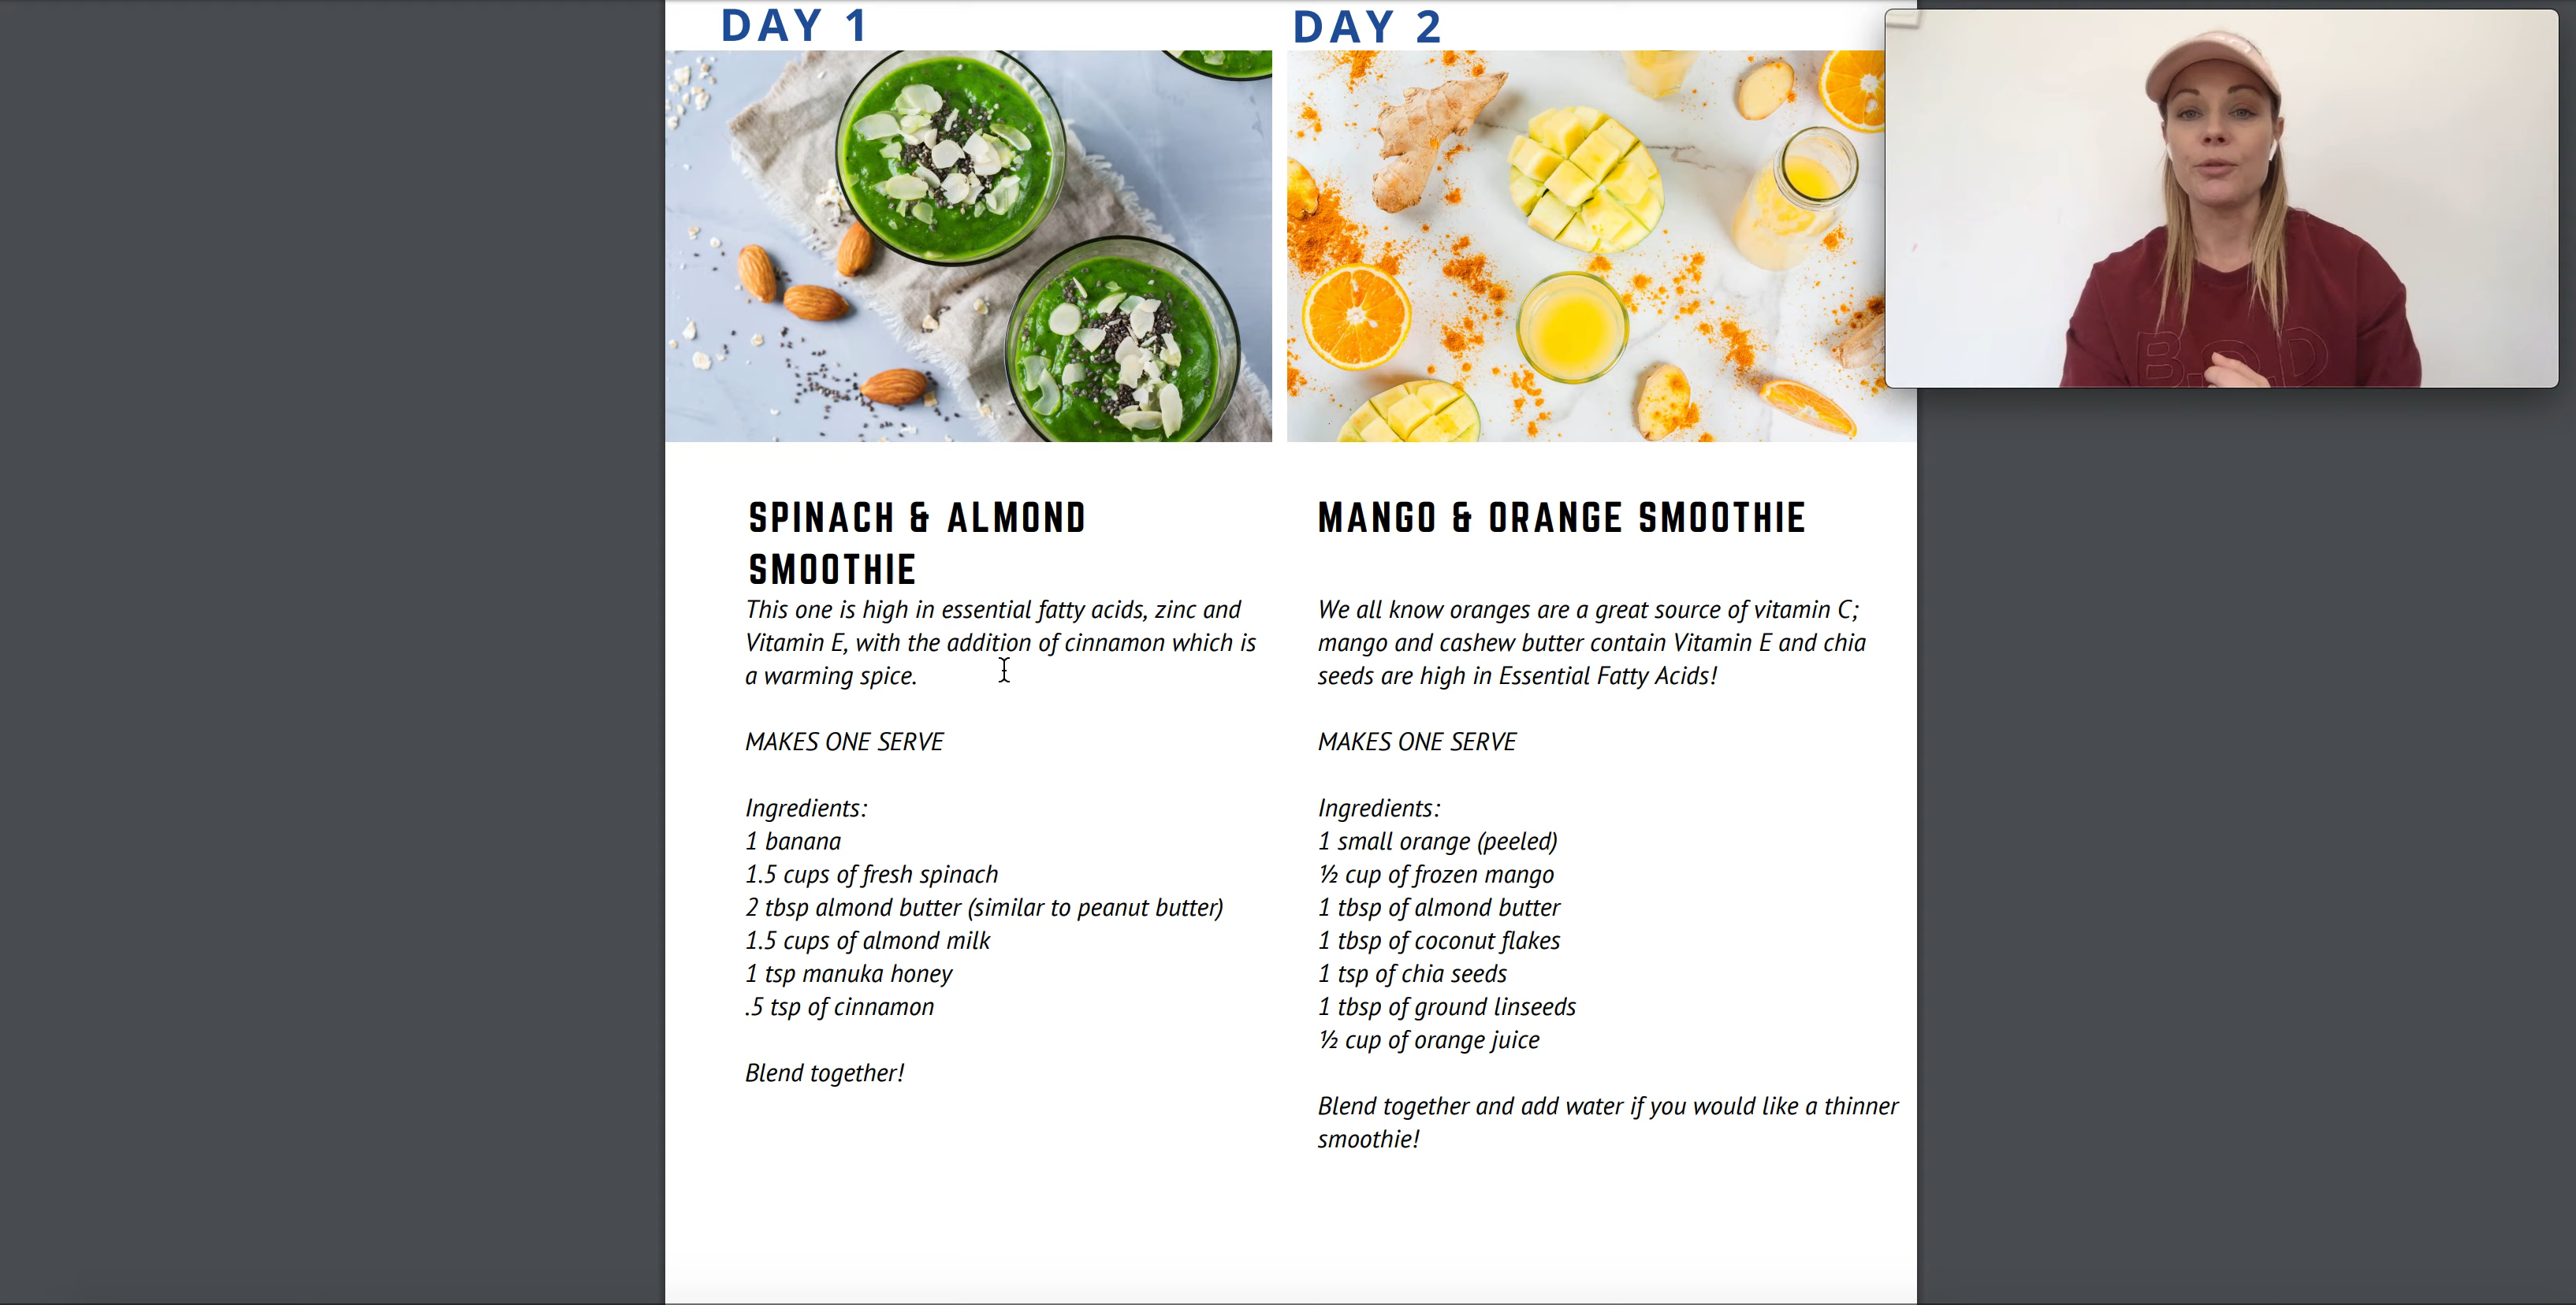 DAY 1
SPINACH & ALMOND
SMOOTHIE
This one is high in essential fatty acids, zinc and
Vitamin E, with the addition of cinnamon which is
a warming spice.
MAKES ONE SERVE
Ingredients:
1 banana
1.5 cups of fresh spinach
2 tbsp almond butter (similar to peanut butter)
1.5 cups of almond milk
1 tsp manuka honey
.5 tsp of cinnamon
Blend together!
DAY 2
MANGO & ORANGE SMOOTHIE
We all know oranges are a great source of vitamin C;
mango and cashew butter contain Vitamin E and chia
seeds are high in Essential Fatty Acids!
MAKES ONE SERVE
Ingredients:
1 small orange (peeled)
½ cup of frozen mango
1 tbsp of almond butter
1 tbsp of coconut flakes
1 tsp of chia seeds
1 tbsp of ground linseeds
½ cup of orange juice
Blend together and add water if you would like a thinner
smoothie!